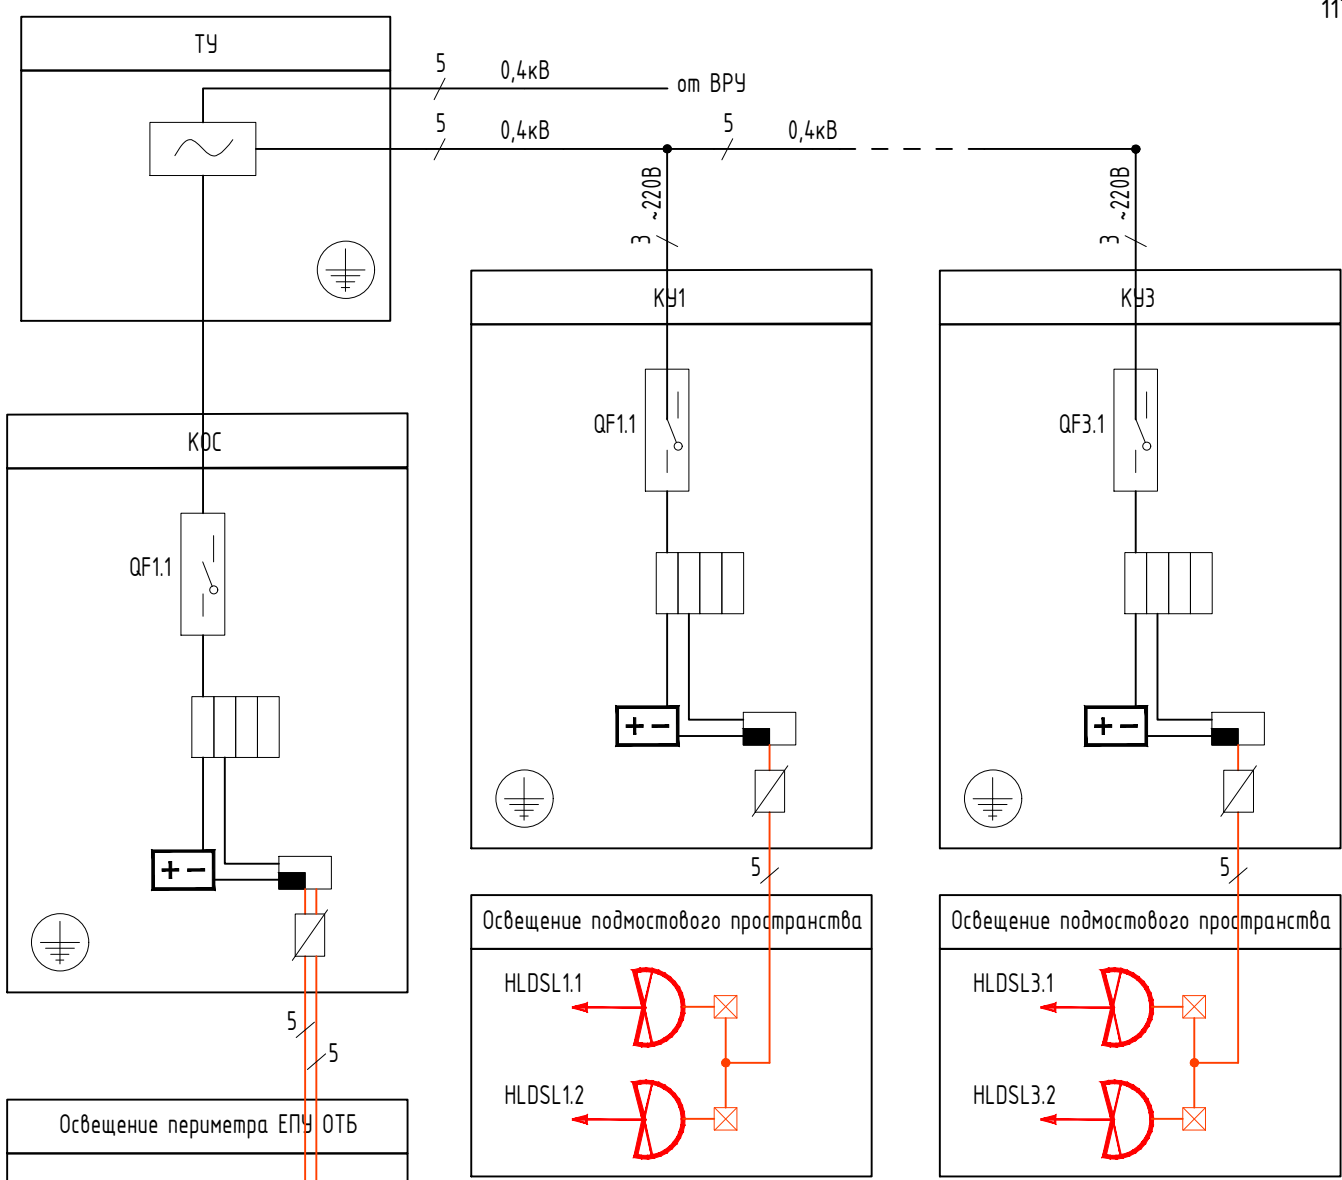 11
ТУ
5
0,4кВ
от ВРУ
5
0,4кВ
5
0,4кВ
~220В
3
~220В
3
КУ1
КУ3
QF1.1
QF3.1
КОС
QF1.1
+ −
+ −
+ −
5
5
Освещение подмостового пространства
Освещение подмостового пространства
HLDSL1.1
HLDSL3.1
5
5
HLDSL1.2
HLDSL3.2
Освещение периметра ЕПУ ОТБ